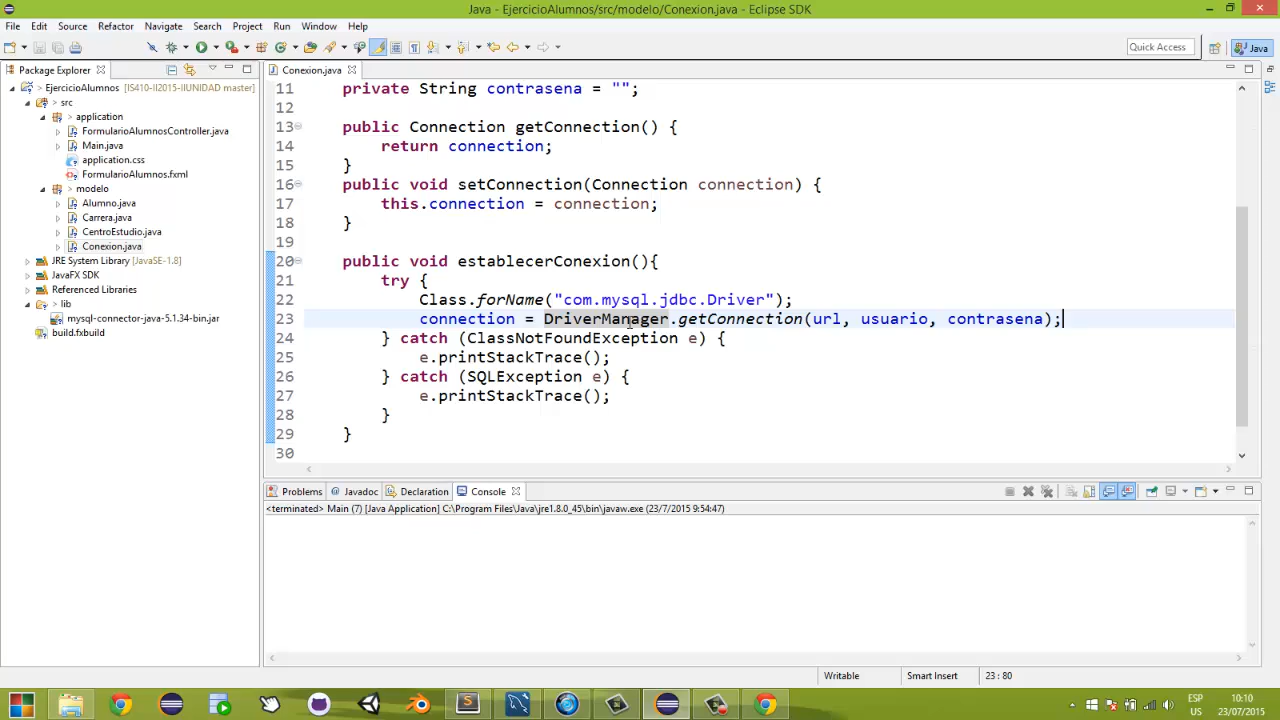 Java - EjercicioAlumnos/src/modelo/Conexion.java - Eclipse SDK
File Edit Source Refactor Navigate Search Project Run Window Help
Quick Access
Java
Package Explorer
EjercicioAlumnos [IS410-II2015-IIUNIDAD master]
> src
> application
FormularioAlumnosController.java
Main.java
application.css
FormularioAlumnos.fxml
> modelo
Alumno.java
Carrera.java
CentroEstudio.java
Conexion.java
JRE System Library [JavaSE-1.8]
JavaFX SDK
Referenced Libraries
> lib
mysql-connector-java-5.1.34-bin.jar
build.fxbuild
Conexion.java
11 private String contrasena = "";
12
13 public Connection getConnection() {
14 return connection;
15 }
16 public void setConnection(Connection connection) {
17 this.connection = connection;
18 }
19
20 public void establecerConexion(){
21 try {
22 Class.forName("com.mysql.jdbc.Driver");
23 connection = DriverManager.getConnection(url, usuario, contrasena);
24 } catch (ClassNotFoundException e) {
25 e.printStackTrace();
26 } catch (SQLException e) {
27 e.printStackTrace();
28 }
29 }
30
Problems Javadoc Declaration Console
<terminated> Main (7) [Java Application] C:\Program Files\Java\jre1.8.0_45\bin\javaw.exe (23/7/2015 9:54:47)
Writable Smart Insert 23 : 80
ESP
US
10:10
23/07/2015